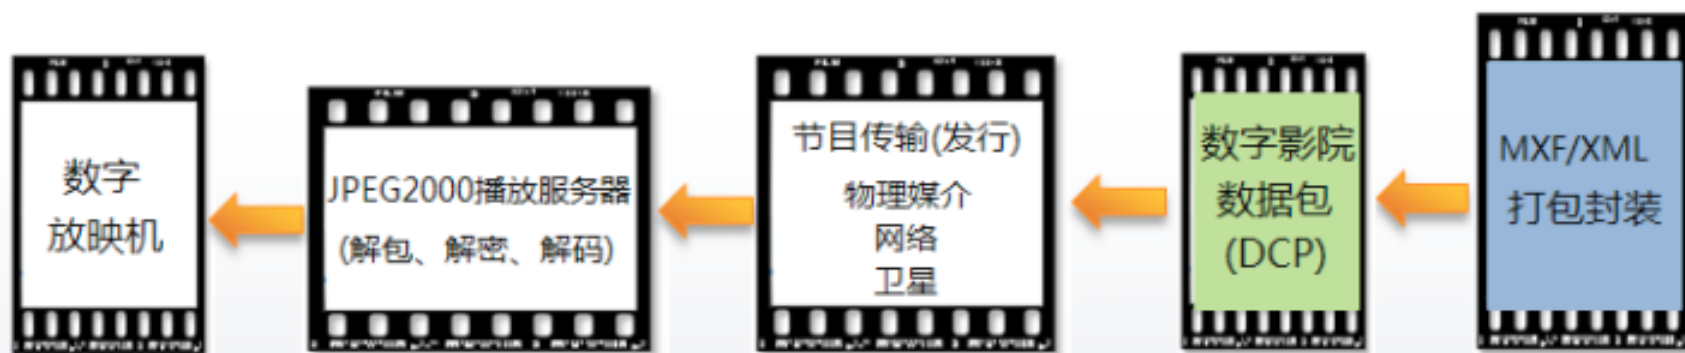 数字
放映机
JPEG2000播放服务器
(解包、解密、解码)
节目传输(发行)
物理媒介
网络
卫星
数字影院
数据包
(DCP)
MXF/XML
打包封装